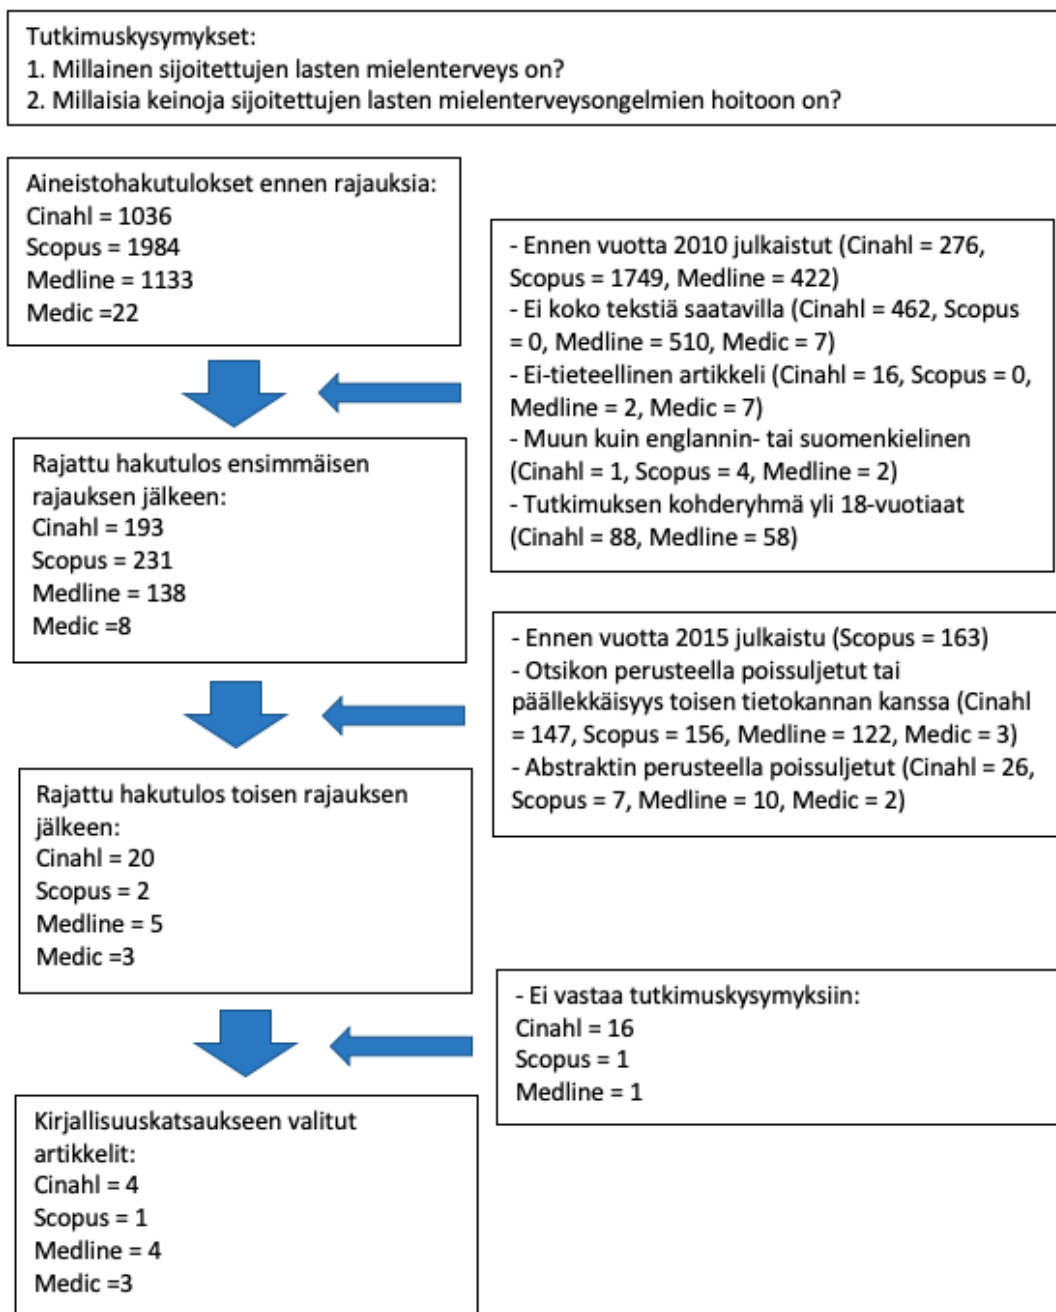 Tutkimuskysymykset:
1. Millainen sijoitettujen lasten mielenterveys on?
2. Millaisia keinoja sijoitettujen lasten mielenterveysongelmien hoitoon on?
Aineistohakutulokset ennen rajauksia:
Cinahl = 1036
Scopus = 1984
Medline = 1133
Medic =22
- Ennen vuotta 2010 julkaistut (Cinahl = 276,
Scopus = 1749, Medline = 422)
- Ei koko tekstiä saatavilla (Cinahl = 462, Scopus
= 0, Medline = 510, Medic = 7)
- Ei-tieteellinen artikkeli (Cinahl = 16, Scopus = 0,
Medline = 2, Medic = 7)
- Muun kuin englannin- tai suomenkielinen
(Cinahl = 1, Scopus = 4, Medline = 2)
- Tutkimuksen kohderyhmä yli 18-vuotiaat
(Cinahl = 88, Medline = 58)
Rajattu hakutulos ensimmäisen
rajauksen jälkeen:
Cinahl = 193
Scopus = 231
Medline = 138
Medic =8
- Ennen vuotta 2015 julkaistu (Scopus = 163)
- Otsikon perusteella poissuljetut tai
päällekkäisyys toisen tietokannan kanssa (Cinahl
= 147, Scopus = 156, Medline = 122, Medic = 3)
- Abstraktin perusteella poissuljetut (Cinahl = 26,
Scopus = 7, Medline = 10, Medic = 2)
Rajattu hakutulos toisen rajauksen
jälkeen:
Cinahl = 20
Scopus = 2
Medline = 5
Medic =3
- Ei vastaa tutkimuskysymyksiin:
Cinahl = 16
Scopus = 1
Medline = 1
Kirjallisuuskatsaukseen valitut
artikkelit:
Cinahl = 4
Scopus = 1
Medline = 4
Medic =3